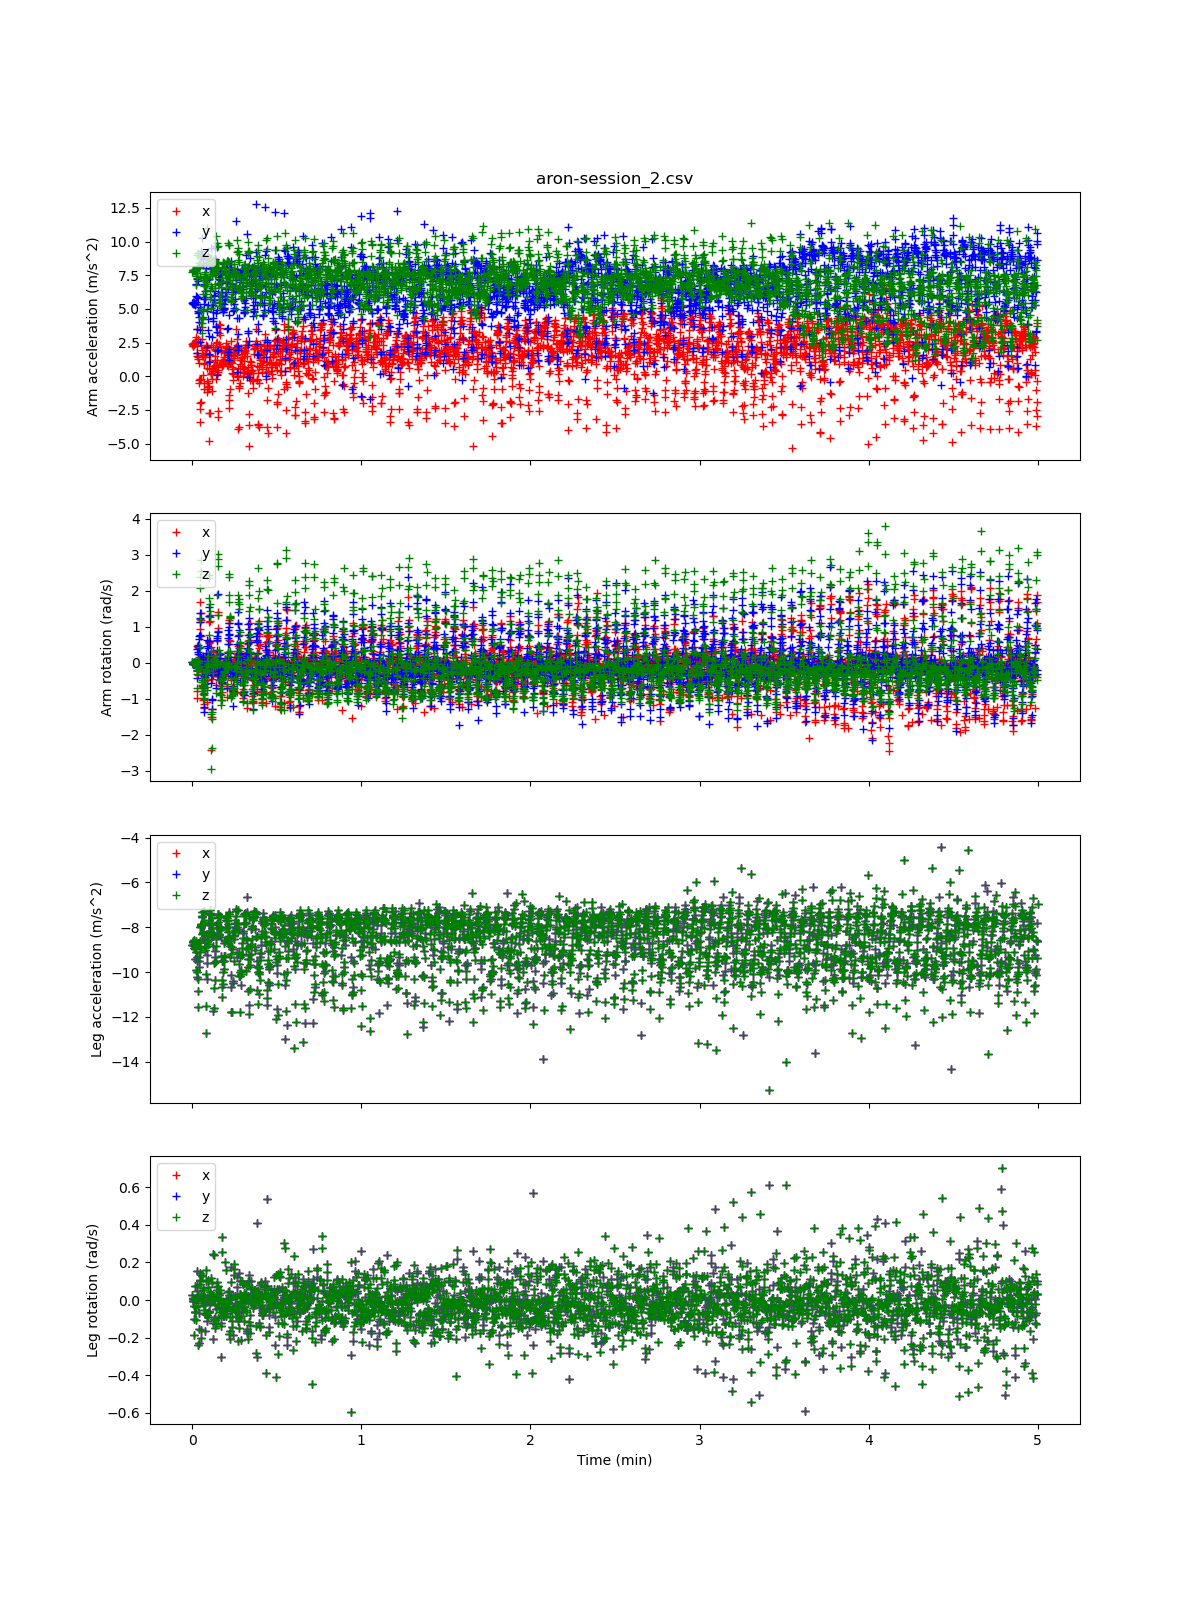 aron-session_2.csv
Arm acceleration (m/s^2)
12.5
10.0
7.5
5.0
2.5
0.0
−2.5
−5.0
x
y
z
Arm rotation (rad/s)
4
3
2
1
0
−1
−2
−3
x
y
z
Leg acceleration (m/s^2)
−4
−6
−8
−10
−12
−14
x
y
z
Leg rotation (rad/s)
0.6
0.4
0.2
0.0
−0.2
−0.4
−0.6
x
y
z
0 1 2 3 4 5
Time (min)